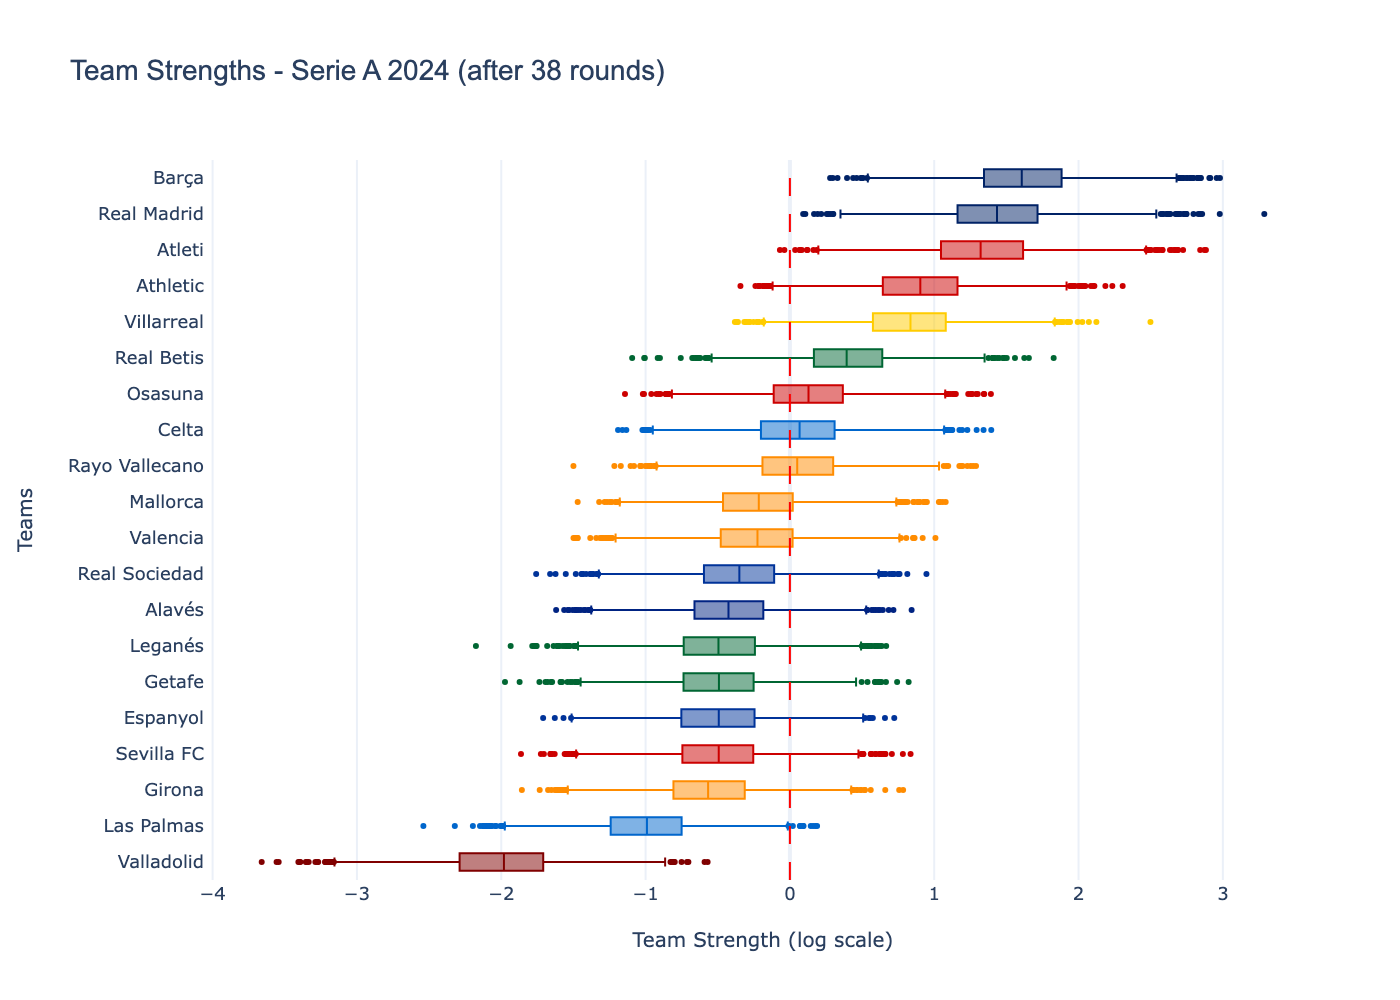 Team Strengths - Serie A 2024 (after 38 rounds)
Barça
Real Madrid
Atleti
Athletic
Villarreal
Real Betis
Osasuna
Celta
Rayo Vallecano
Mallorca
Valencia
Real Sociedad
Alavés
Leganés
Getafe
Espanyol
Sevilla FC
Girona
Las Palmas
Valladolid
Teams
−4 −3 −2 −1 0 1 2 3
Team Strength (log scale)